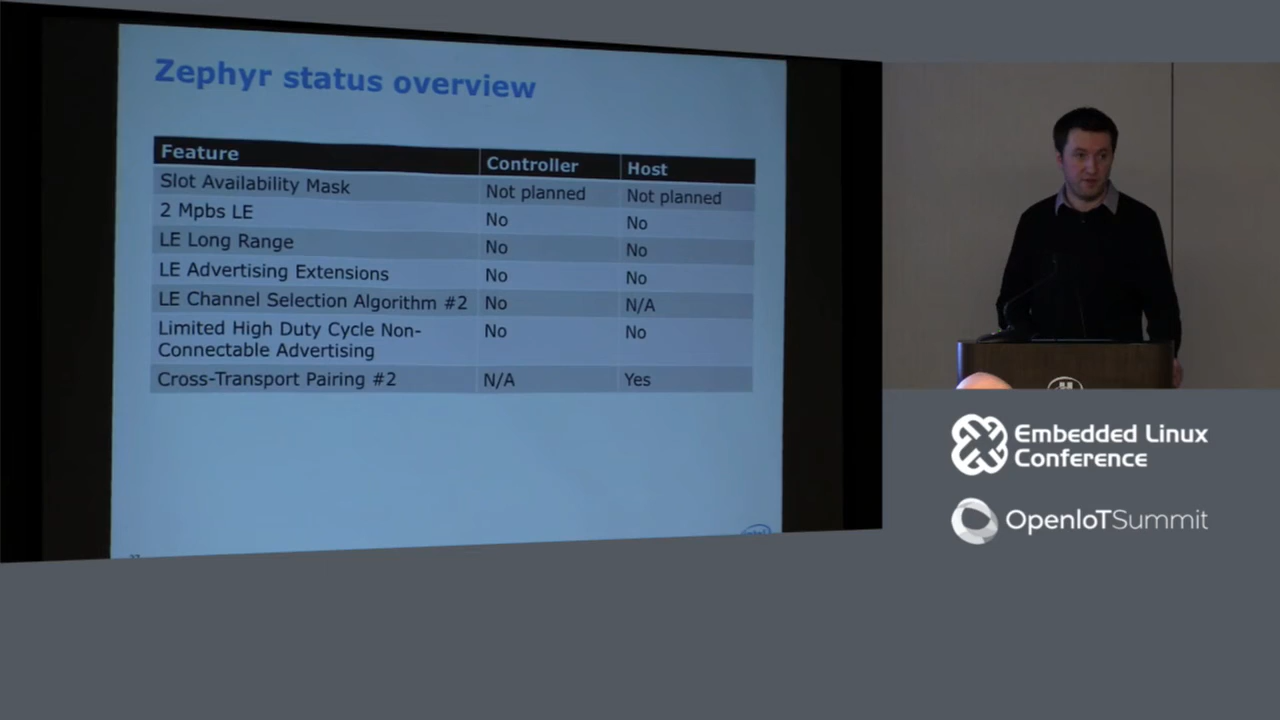 Zephyr status overview
Feature Controller Host
Slot Availability Mask Not planned Not planned
2 Mpbs LE No No
LE Long Range No No
LE Advertising Extensions No No
LE Channel Selection Algorithm #2 No N/A
Limited High Duty Cycle Non-
Connectable Advertising No No
Cross-Transport Pairing #2 N/A Yes
Embedded Linux
Conference
OpenIoTSummit